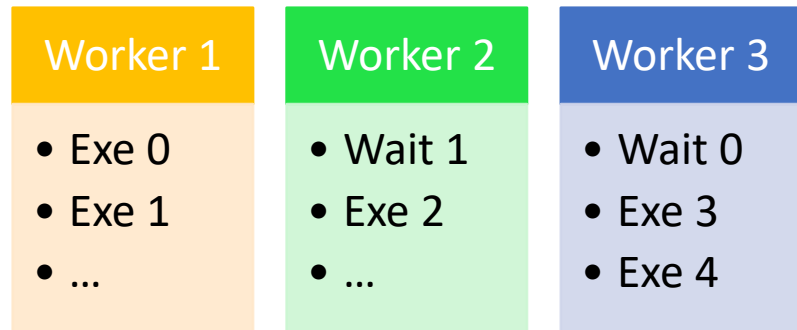 Worker 1
• Exe 0
• Exe 1
• ...
Worker 2
• Wait 1
• Exe 2
• ...
Worker 3
• Wait 0
• Exe 3
• Exe 4